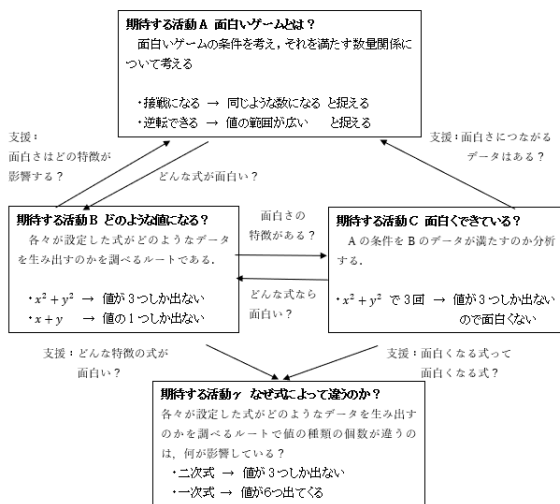 期待する活動A 面白いゲームとは？
面白いゲームの条件を考え，それを満たす数量関係
について考える
・接戦になる → 同じような数になる と捉える
・逆転できる → 値の範囲が広い と捉える
支援：
面白さはどの特徴が
影響する？
どんな式が面白い？
支援：面白さにつながる
データはある？
期待する活動B どのような値になる？
各々が設定した式がどのようなデータ
を生み出すのかを調べるルートである．
・x² + y² → 値が３つしか出ない
・x + y → 値の１つしか出ない
面白さの
特徴がある？
どんな式なら
面白い？
期待する活動C 面白くできている？
Aの条件をBのデータが満たすのか分析
する．
・x² + y² で3回 → 値が３つしかない
ので面白くない
支援：どんな特徴の式が
面白い？
支援：面白くなる式って
面白くなる式？
期待する活動γ なぜ式によって違うのか？
各々が設定した式がどのようなデータを生み出す
のかを調べるルートで値の種類の個数が違うの
は，何が影響している？
・二次式 → 値が３つしか出ない
・一次式 → 値が6つ出てくる